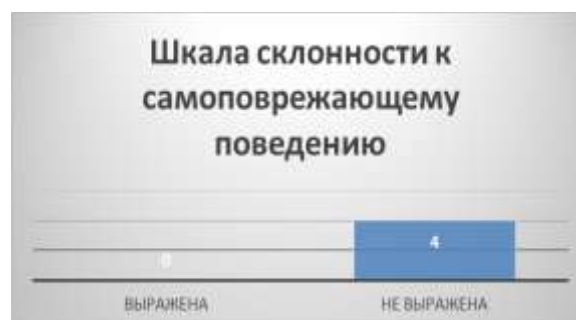 Шкала склонности к
самоповрежающему
поведению
0
4
ВЫРАЖЕНА
НЕ ВЫРАЖЕНА